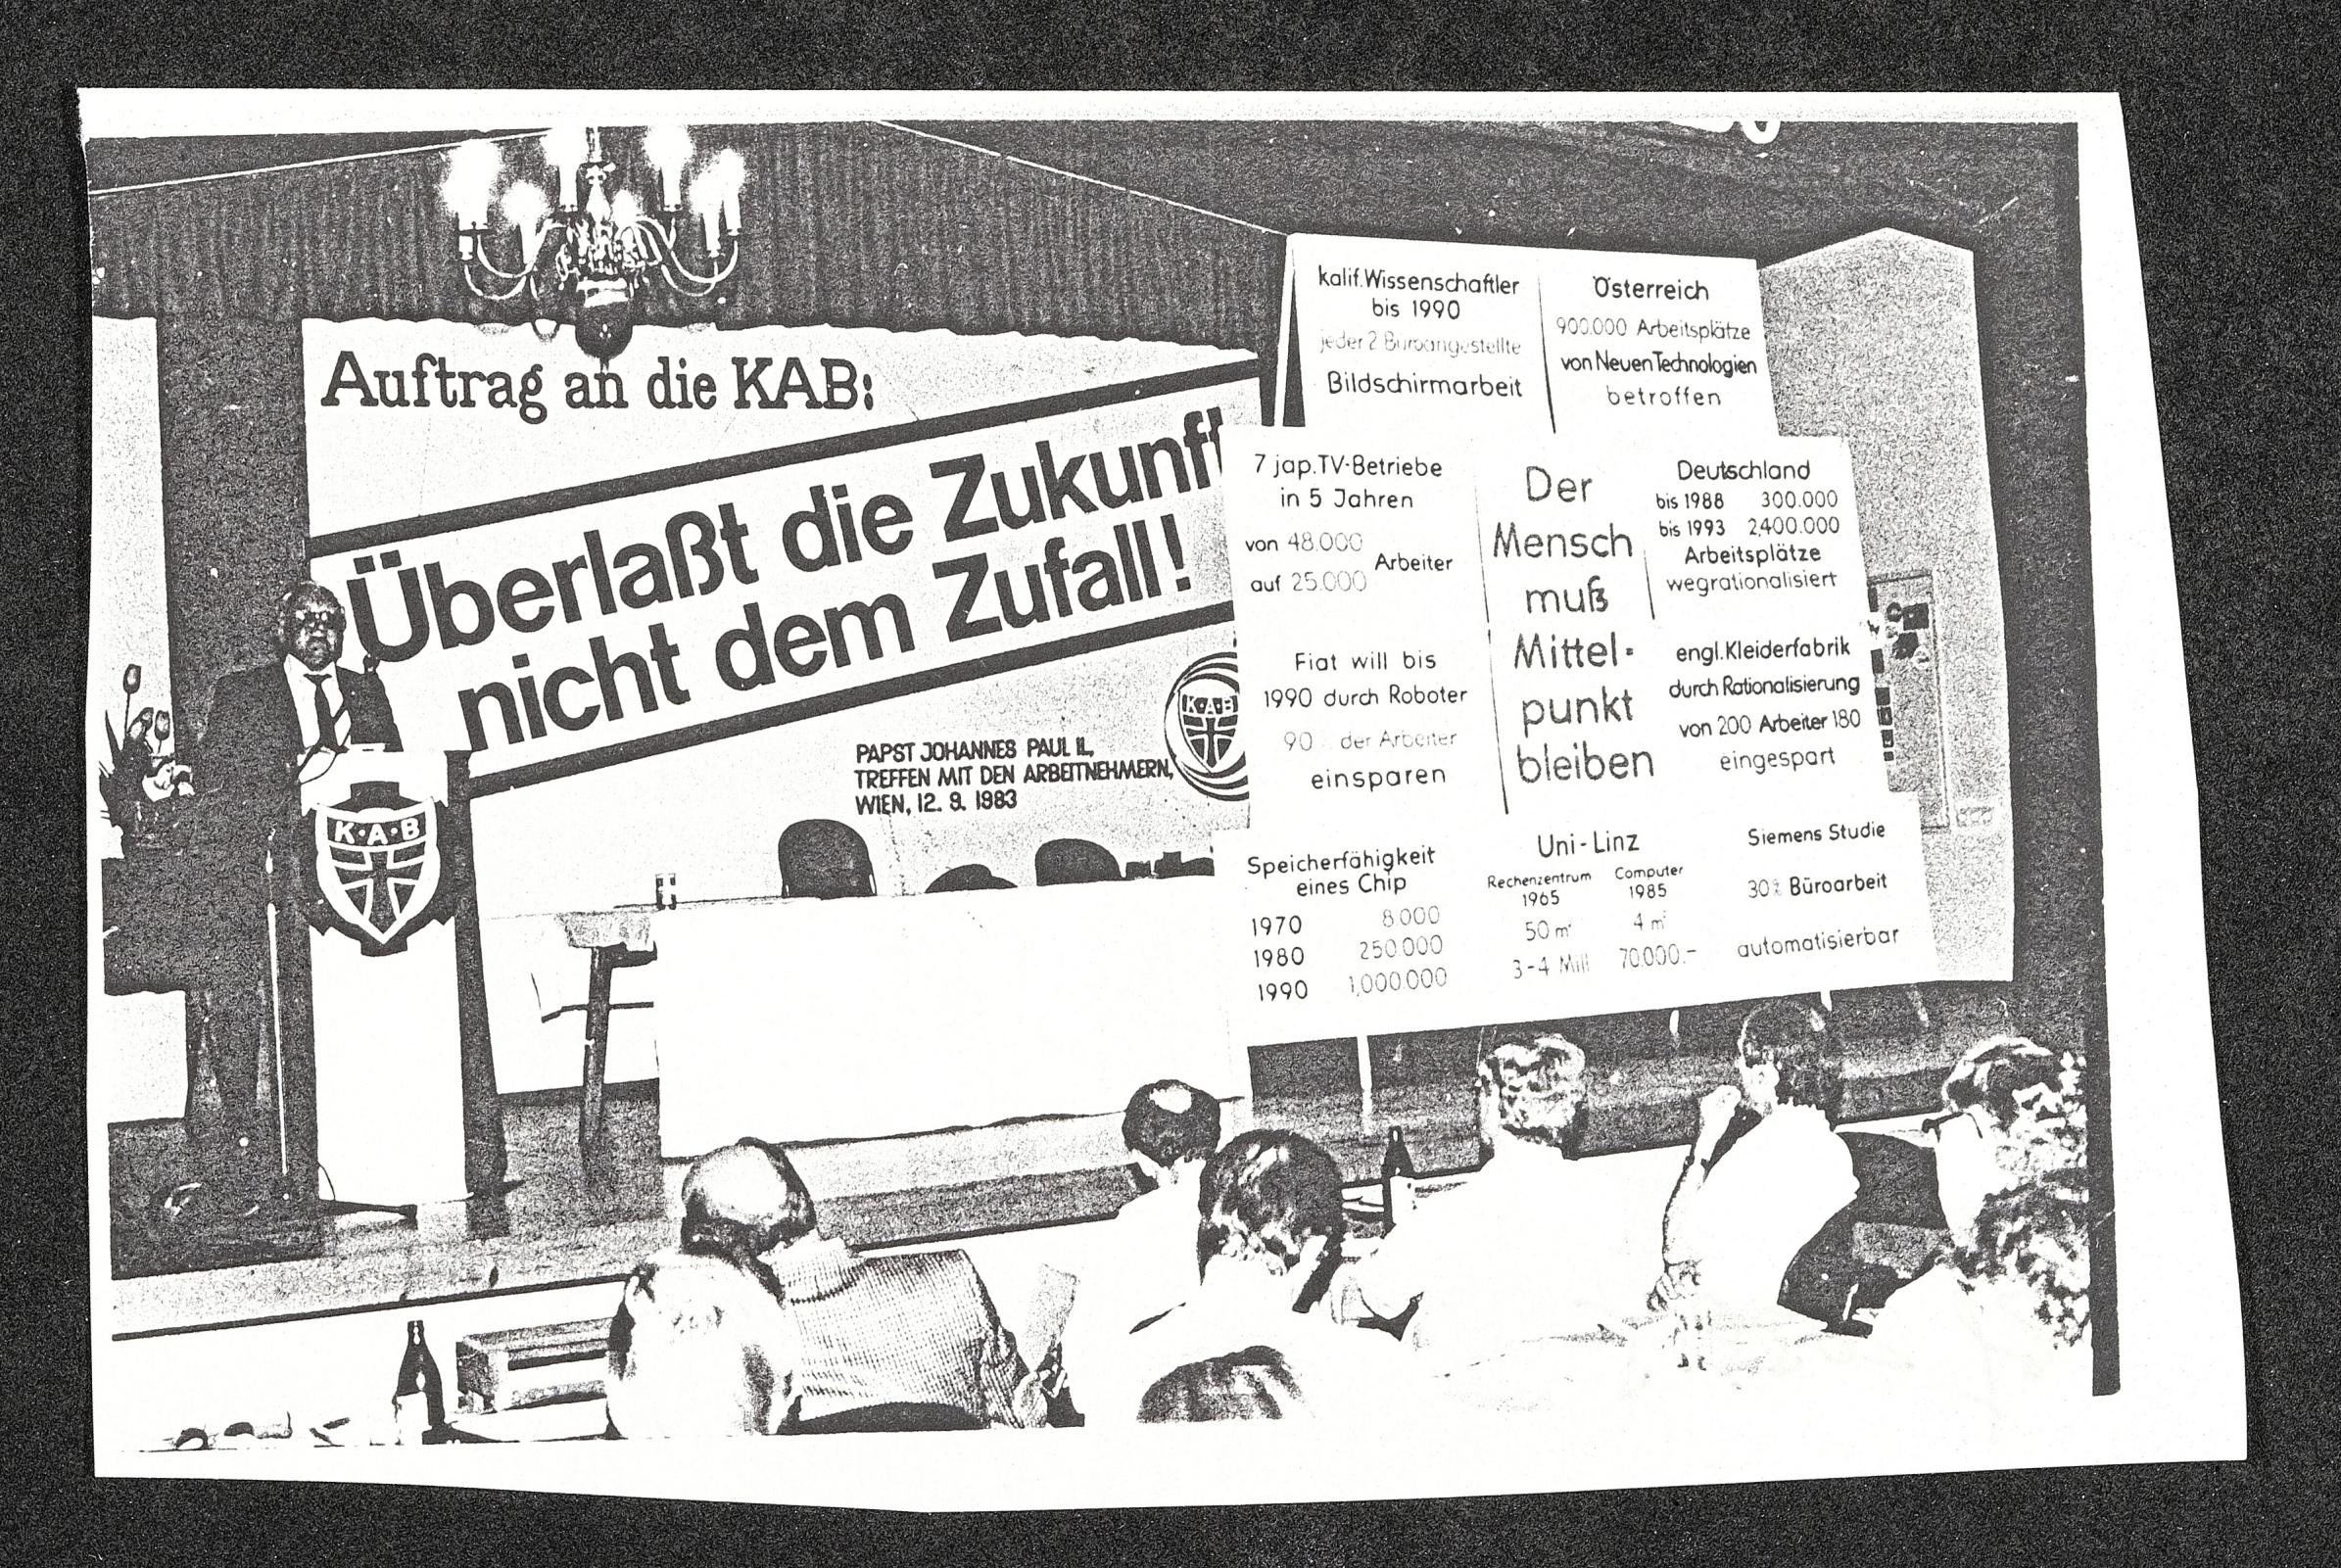 Auftrag an die KAB:
Überlaßt die Zukunft
nicht dem Zufall!
PAPST JOHANNES PAUL II.,
TREFFEN MIT DEN ARBEITNEHMERN,
WIEN, 12. 9. 1983
K·A·B
K·A·B
kalif. Wissenschaftler
bis 1990
jeder 2 Büroangestellte
Bildschirmarbeit
Österreich
900.000 Arbeitsplätze
von Neuen Technologien
betroffen
7 jap. TV-Betriebe
in 5 Jahren
von 48.000
Arbeiter
auf 25.000
Der
Mensch
muß
Mittel-
punkt
bleiben
Deutschland
bis 1988 300.000
bis 1993 2,400.000
Arbeitsplätze
wegrationalisiert
Fiat will bis
1990 durch Roboter
90 der Arbeiter
einsparen
engl. Kleiderfabrik
durch Rationalisierung
von 200 Arbeiter 180
eingespart
Speicherfähigkeit
eines Chip
1970 8.000
1980 250.000
1990 1,000.000
Uni-Linz
Rechenzentrum Computer
1965 1985
50 m² 4 m²
3-4 Mill 70.000.-
Siemens Studie
30% Büroarbeit
automatisierbar